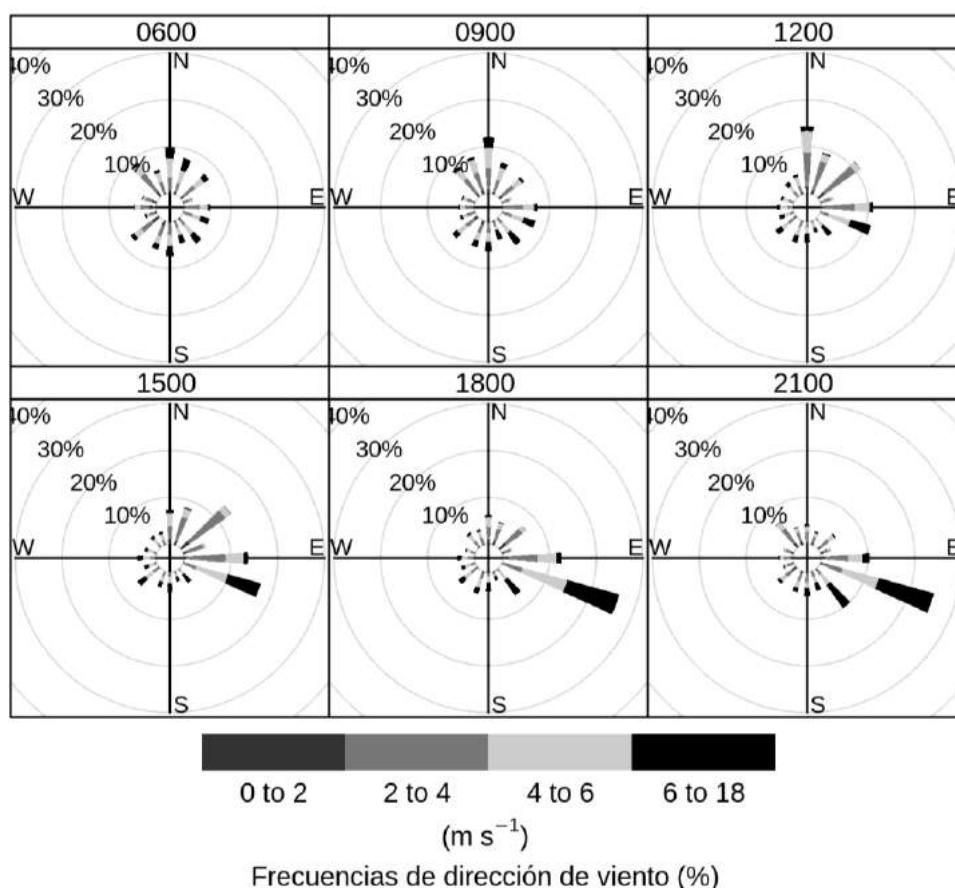 0600 0900 1200
40% N 40% N 40% N
30% 30% 30%
20% 20% 20%
10% 10% 10%
W E W E W E
S S S
1500 1800 2100
40% N 40% N 40% N
30% 30% 30%
20% 20% 20%
10% 10% 10%
W E W E W E
S S S
0 to 2 2 to 4 4 to 6 6 to 18
(m s⁻¹)
Frecuencias de dirección de viento (%)